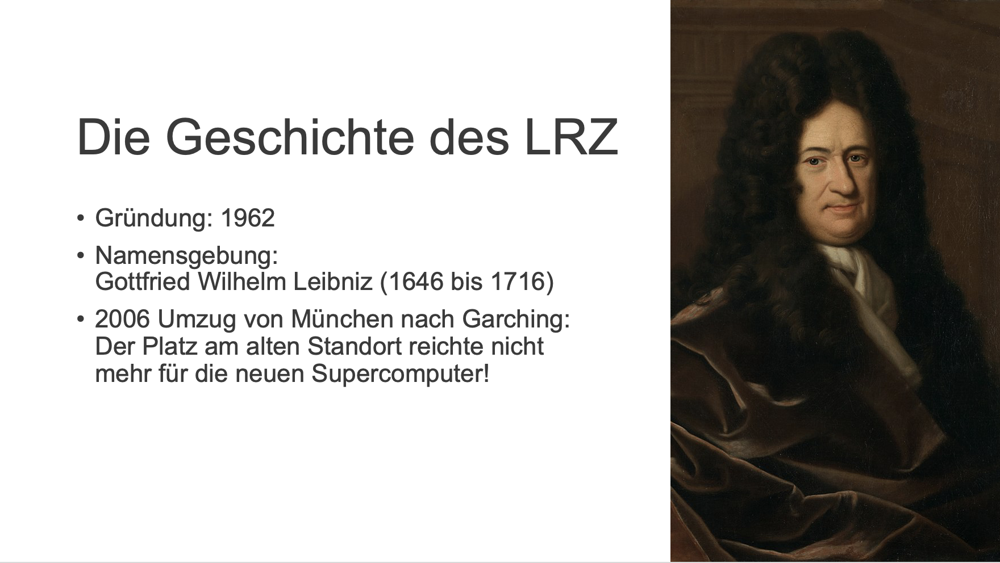 Die Geschichte des LRZ
• Gründung: 1962
• Namensgebung:
Gottfried Wilhelm Leibniz (1646 bis 1716)
• 2006 Umzug von München nach Garching:
Der Platz am alten Standort reichte nicht
mehr für die neuen Supercomputer!